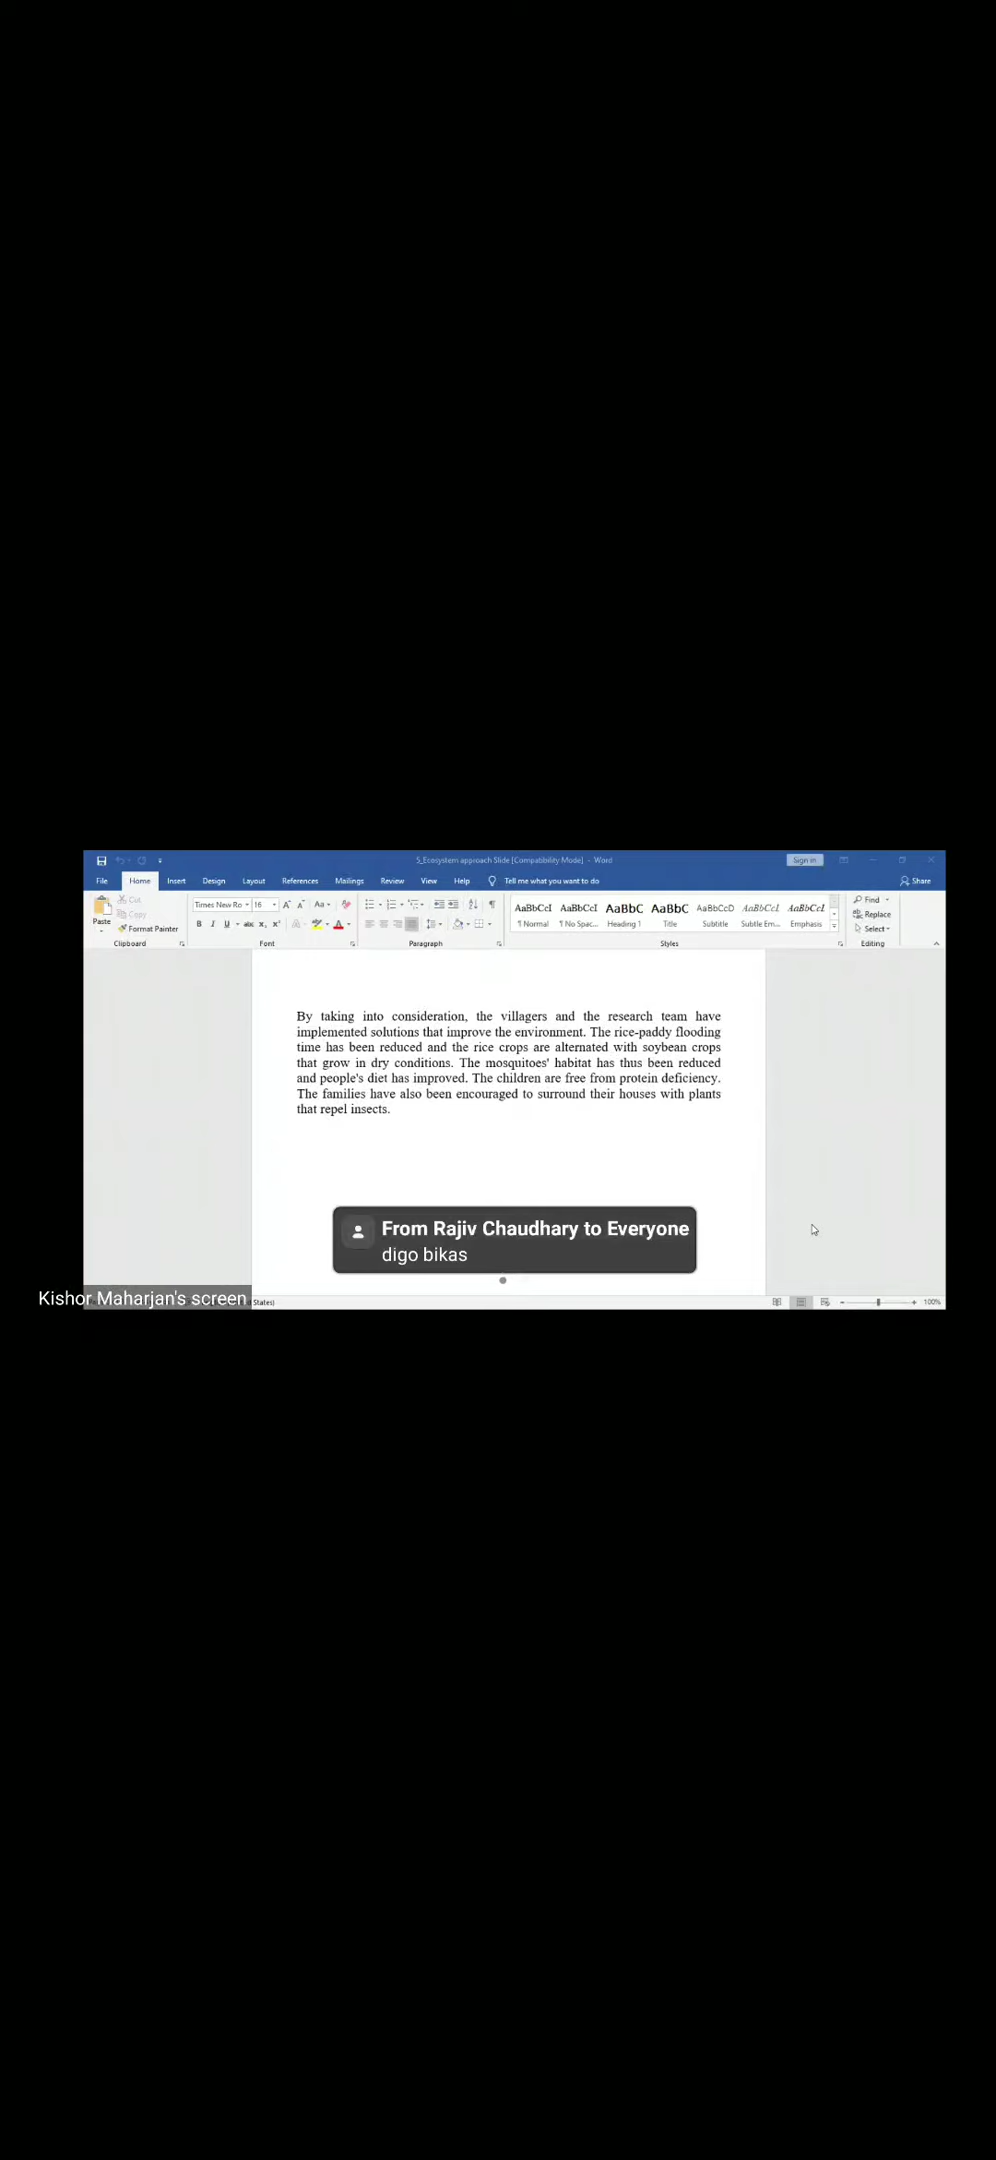 S_Ecosystem approach Slide [Compatibility Mode] - Word
Sign in
File Home Insert Design Layout References Mailings Review View Help Tell me what you want to do Share
Paste
Cut
Copy
Format Painter
Clipboard
Times New Ro 16
Font
Paragraph
AaBbCcI AaBbCcI AaBbC AaBbC AaBbCcD AaBbCcI AaBbCcI
¶ Normal ¶ No Spac... Heading 1 Title Subtitle Subtle Em... Emphasis
Styles
Find
Replace
Select
Editing
By taking into consideration, the villagers and the research team have
implemented solutions that improve the environment. The rice-paddy flooding
time has been reduced and the rice crops are alternated with soybean crops
that grow in dry conditions. The mosquitoes' habitat has thus been reduced
and people's diet has improved. The children are free from protein deficiency.
The families have also been encouraged to surround their houses with plants
that repel insects.
From Rajiv Chaudhary to Everyone
digo bikas
Kishor Maharjan's screen
States)
100%